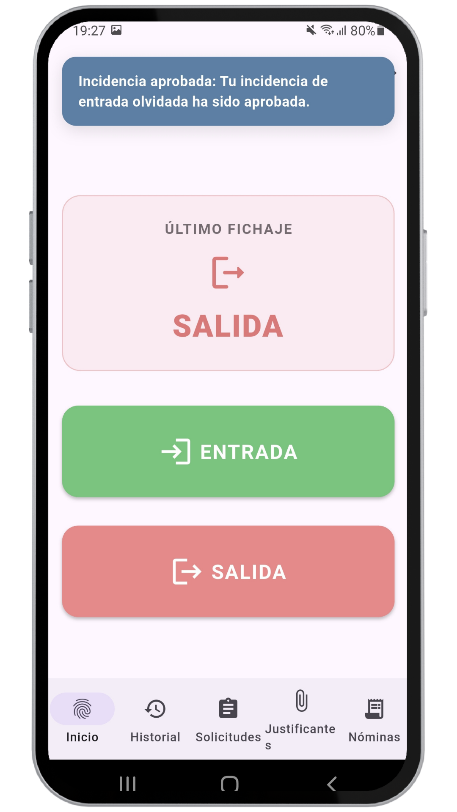 19:27 80%
Incidencia aprobada: Tu incidencia de
entrada olvidada ha sido aprobada.
ÚLTIMO FICHAJE
SALIDA
ENTRADA
SALIDA
Inicio Historial Solicitudes Justificante
s Nóminas